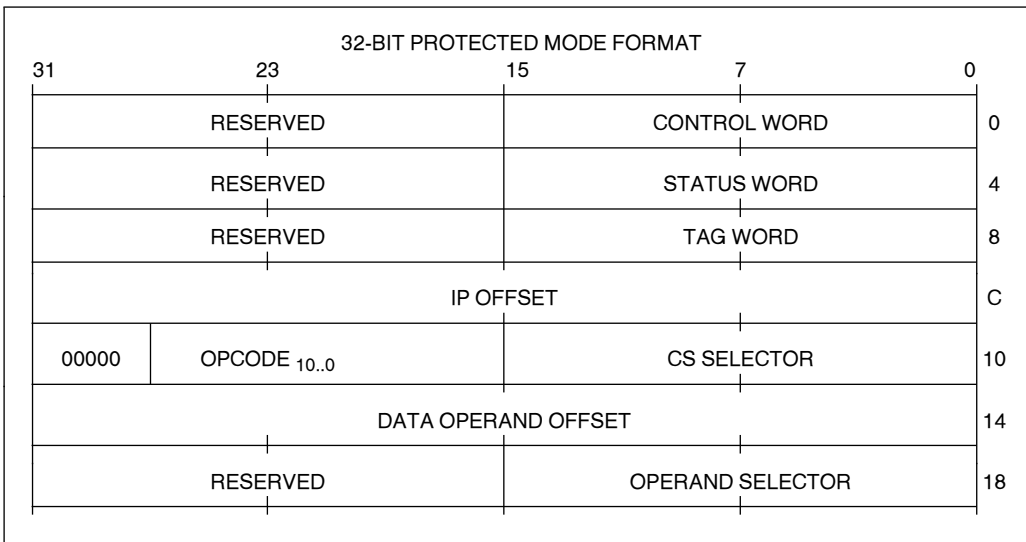 32-BIT PROTECTED MODE FORMAT
31 23 15 7 0
RESERVED CONTROL WORD 0
RESERVED STATUS WORD 4
RESERVED TAG WORD 8
IP OFFSET C
00000 OPCODE 10..0 CS SELECTOR 10
DATA OPERAND OFFSET 14
RESERVED OPERAND SELECTOR 18